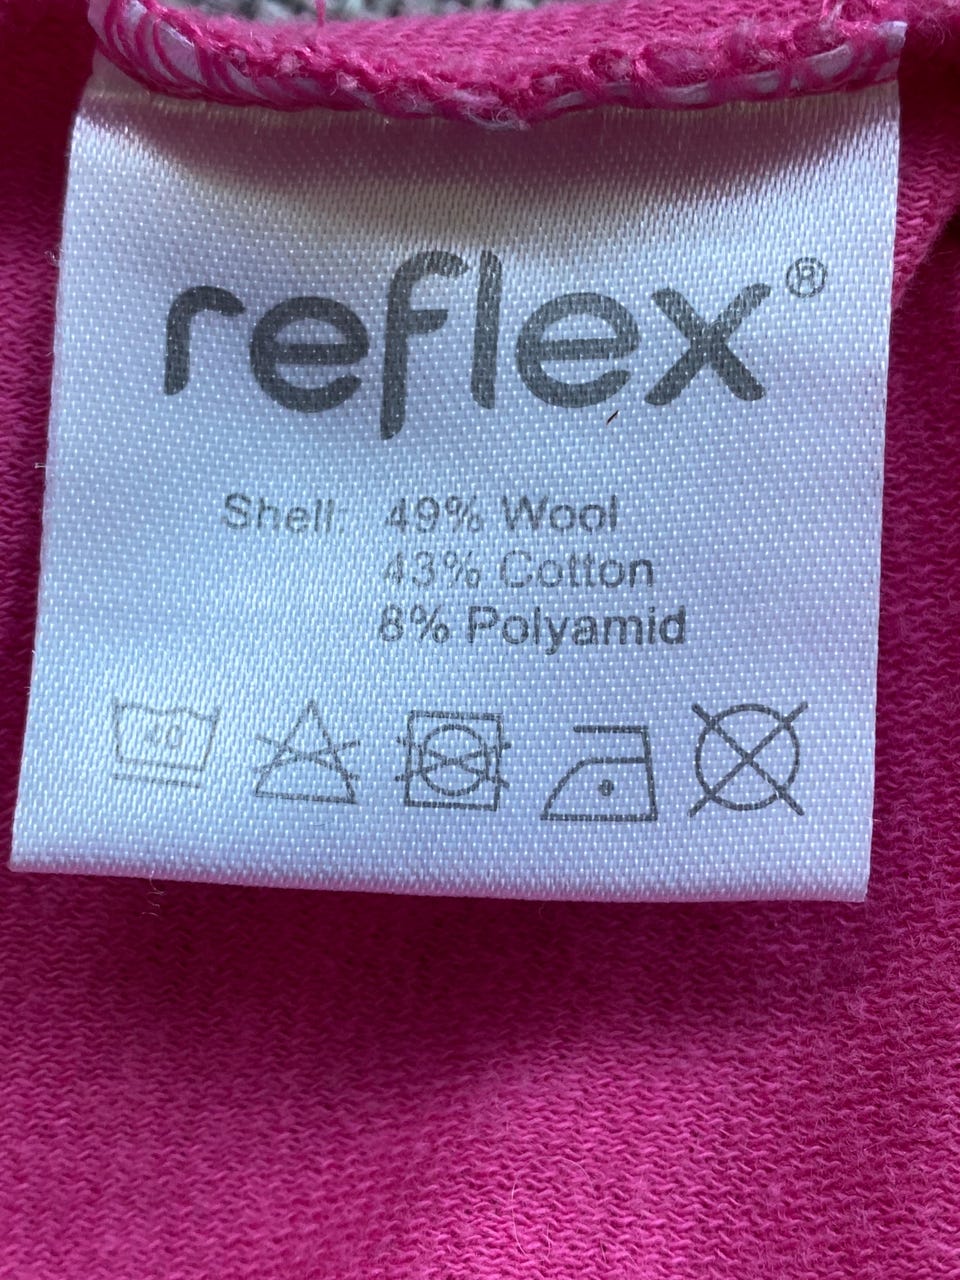 reflex®
Shell: 49% Wool
43% Cotton
8% Polyamid
40